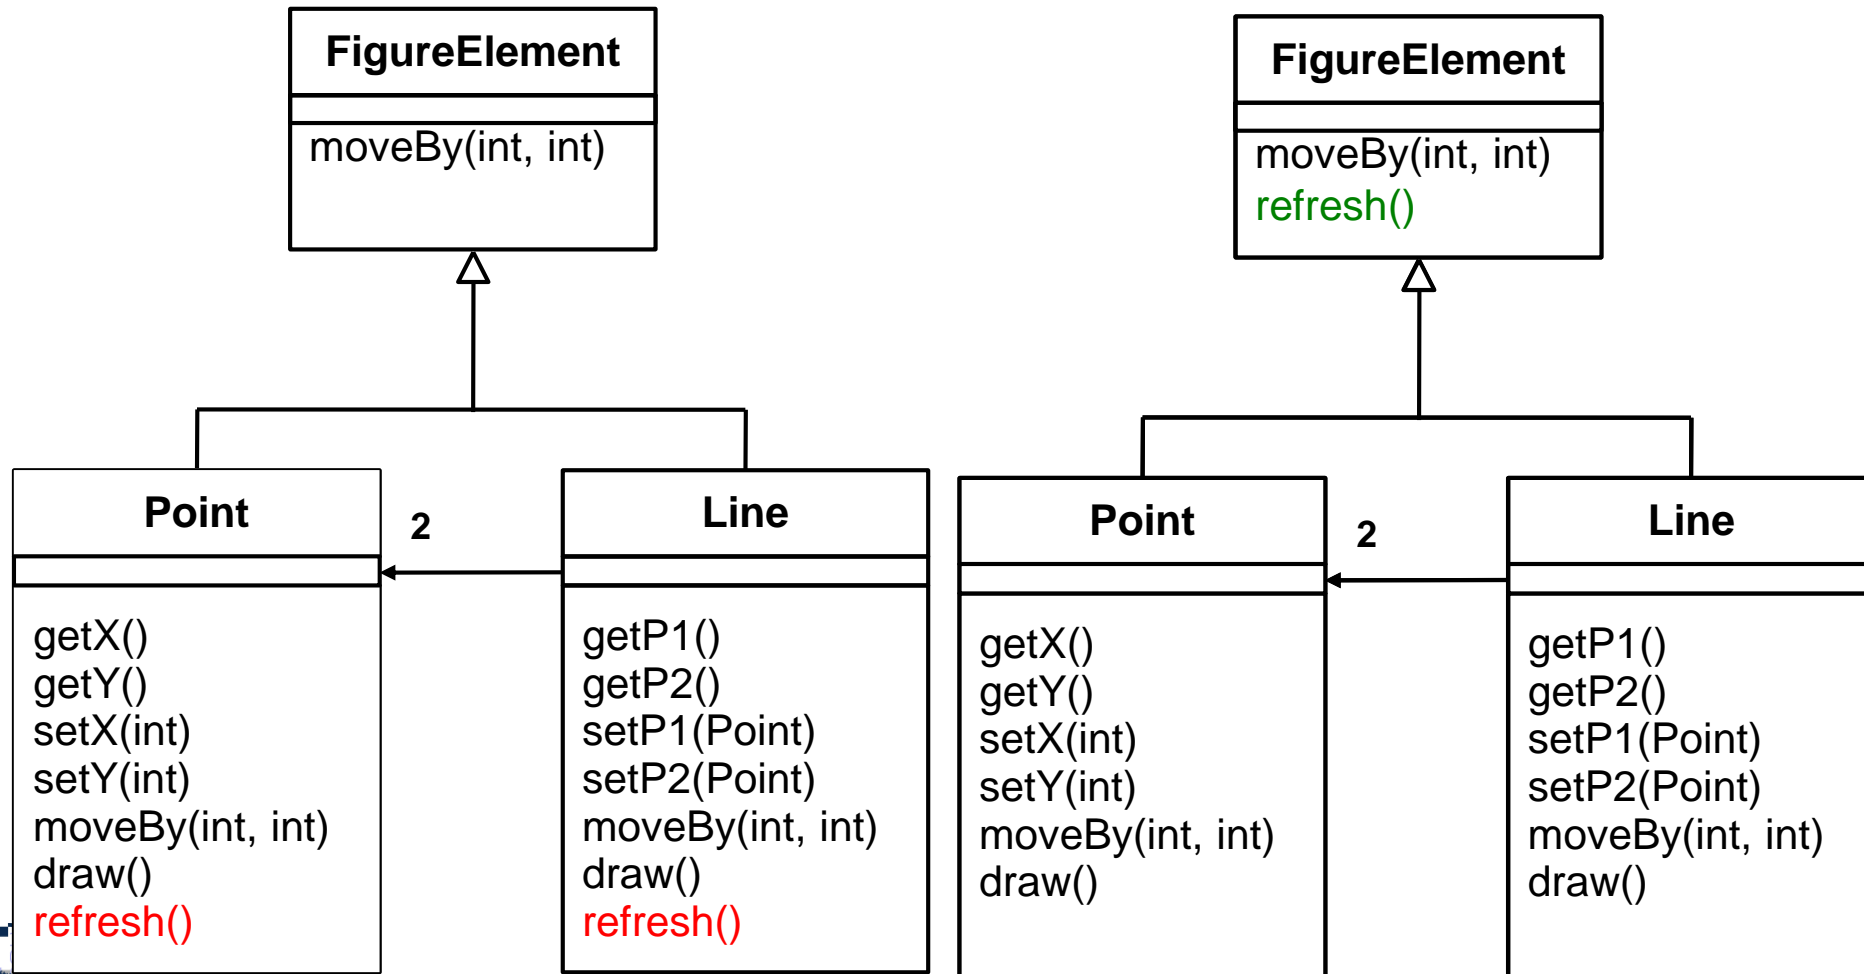 FigureElement
moveBy(int, int)
Point
2
Line
getX()
getY()
setX(int)
setY(int)
moveBy(int, int)
draw()
refresh()
getP1()
getP2()
setP1(Point)
setP2(Point)
moveBy(int, int)
draw()
refresh()
FigureElement
moveBy(int, int)
refresh()
Point
2
Line
getX()
getY()
setX(int)
setY(int)
moveBy(int, int)
draw()
getP1()
getP2()
setP1(Point)
setP2(Point)
moveBy(int, int)
draw()